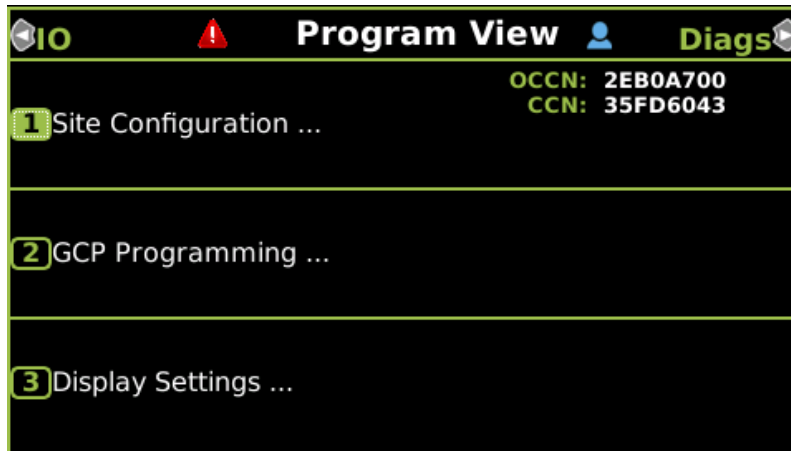 IO Program View Diags
OCCN: 2EB0A700
CCN: 35FD6043
1 Site Configuration ...
2 GCP Programming ...
3 Display Settings ...